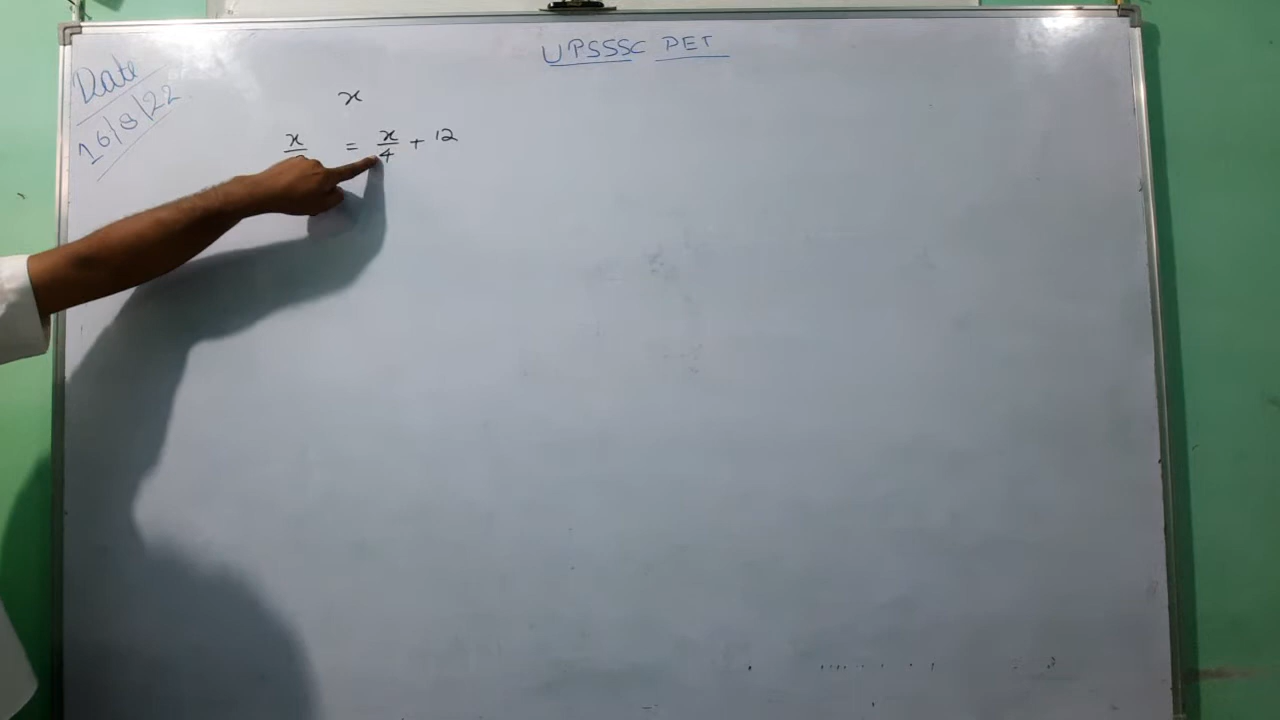 UPSSSC PET
Date
16/8/22
x
x/ = x/4 + 12